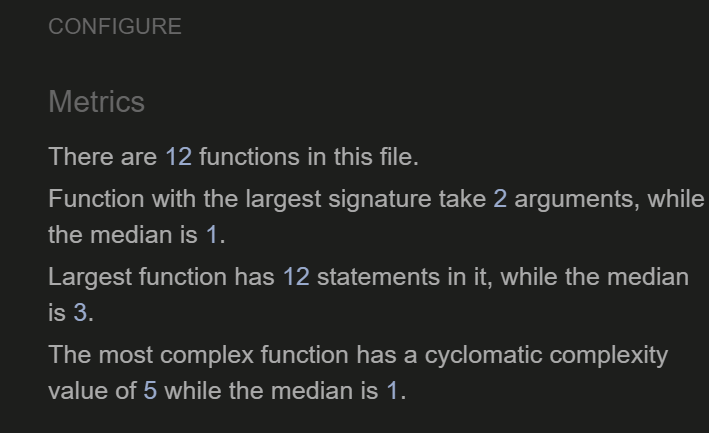 CONFIGURE
Metrics
There are 12 functions in this file.
Function with the largest signature take 2 arguments, while
the median is 1.
Largest function has 12 statements in it, while the median
is 3.
The most complex function has a cyclomatic complexity
value of 5 while the median is 1.